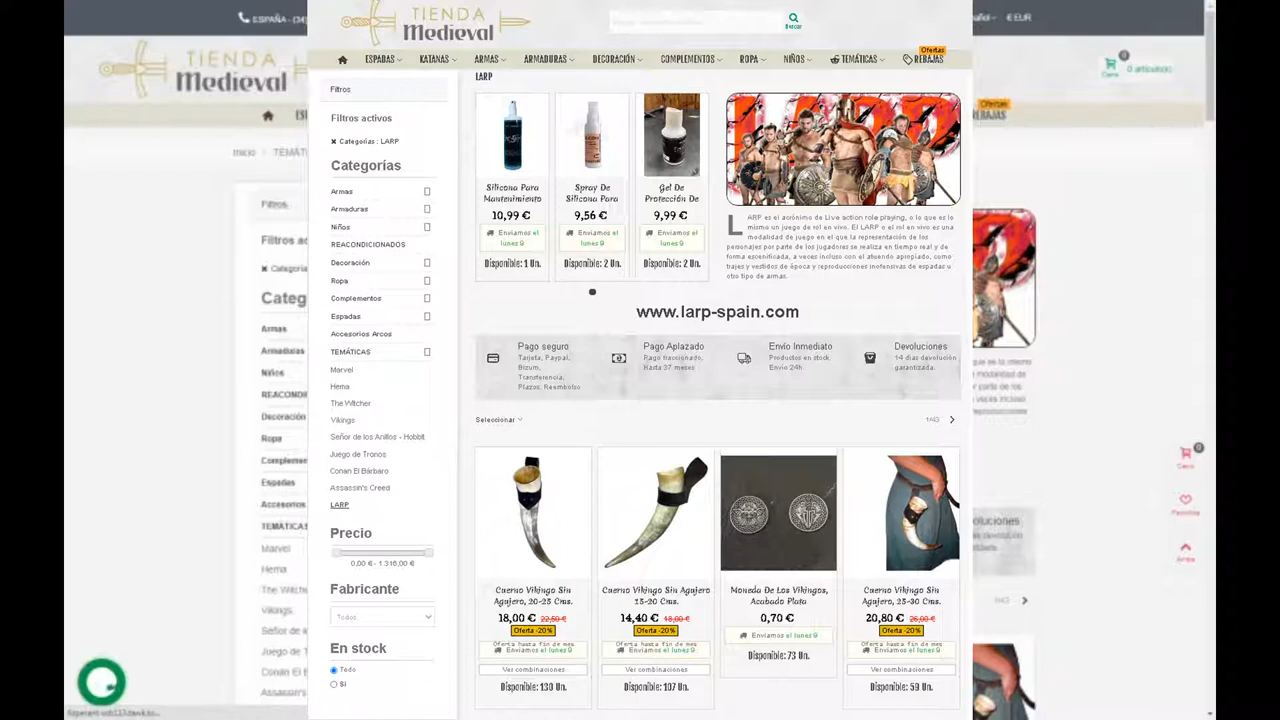 ESPAÑA - (34)
€ EUR
TIENDA
Medieval
Buscar
0
Carro
0 artículo(s)
ESPADAS
KATANAS
ARMAS
ARMADURAS
DECORACIÓN
COMPLEMENTOS
ROPA
NIÑOS
TEMÁTICAS
Ofertas
REBAJAS
LARP
Filtros
Filtros activos
✖ Categorías : LARP
Categorías
Armas
Armaduras
Niños
REACONDICIONADOS
Decoración
Ropa
Complementos
Espadas
Accesorios Arcos
TEMÁTICAS
Marvel
Hema
The Witcher
Vikings
Señor de los Anillos - Hobbit
Juego de Tronos
Conan El Bárbaro
Assassin's Creed
LARP
Precio
0,00 € - 1.316,00 €
Fabricante
Todos
En stock
Todo
Sí
Silicona Para
Mantenimiento
10,99 €
Enviamos el
lunes 9
Disponible: 1 Un.
Spray De
Silicona Para
9,56 €
Enviamos el
lunes 9
Disponible: 2 Un.
Gel De
Protección De
9,99 €
Enviamos el
lunes 9
Disponible: 2 Un.
LARP es el acrónimo de Live action role playing, o lo que es lo
mismo un juego de rol en vivo. El LARP o el rol en vivo es una
modalidad de juego en el que la representación de los
personajes por parte de los jugadores se realiza en tiempo real y de
forma escenificada, a veces incluso con el atuendo apropiado, como
trajes y vestidos de época y reproducciones inofensivas de espadas u
otro tipo de armas.
www.larp-spain.com
Pago seguro
Tarjeta, Paypal,
Bizum,
Transferencia,
Plazos, Reembolso
Pago Aplazado
Pago fraccionado,
Hasta 37 meses
Envío Inmediato
Productos en stock,
Envío 24h.
Devoluciones
14 días devolución
garantizada.
Seleccionar
1/43
Cuerno Vikingo Sin
Agujero, 20-25 Cms.
18,00 € 22,50 €
Oferta -20%
Oferta hasta fin de mes
Enviamos el lunes 9
Ver combinaciones
Disponible: 130 Un.
Cuerno Vikingo Sin Agujero
15-20 Cms.
14,40 € 18,00 €
Oferta -20%
Oferta hasta fin de mes
Enviamos el lunes 9
Ver combinaciones
Disponible: 107 Un.
Moneda De Los Vikingos,
Acabado Plata
0,70 €
Enviamos el lunes 9
Disponible: 73 Un.
Cuerno Vikingo Sin
Agujero, 25-30 Cms.
20,80 € 26,00 €
Oferta -20%
Oferta hasta fin de mes
Enviamos el lunes 9
Ver combinaciones
Disponible: 59 Un.
Inicio
0
Carro
Favoritos
Arriba